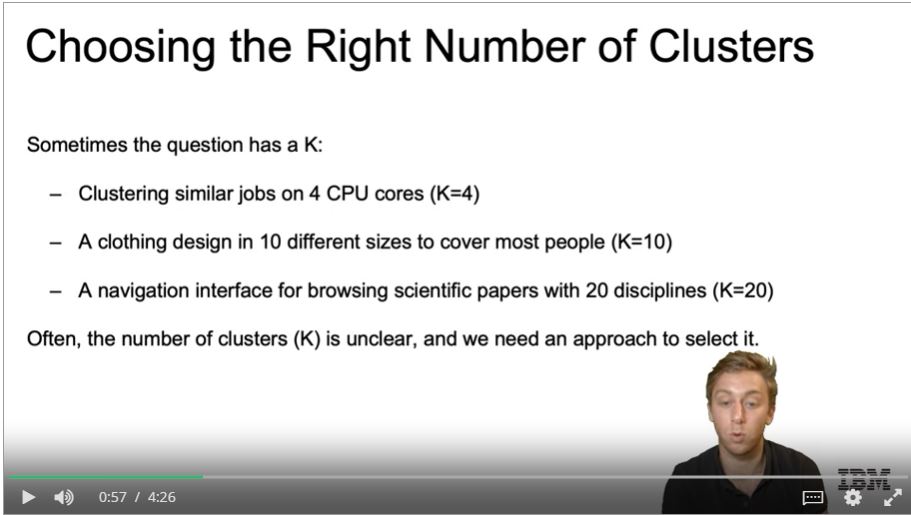 Choosing the Right Number of Clusters
Sometimes the question has a K:
– Clustering similar jobs on 4 CPU cores (K=4)
– A clothing design in 10 different sizes to cover most people (K=10)
– A navigation interface for browsing scientific papers with 20 disciplines (K=20)
Often, the number of clusters (K) is unclear, and we need an approach to select it.
IBM
0:57 / 4:26